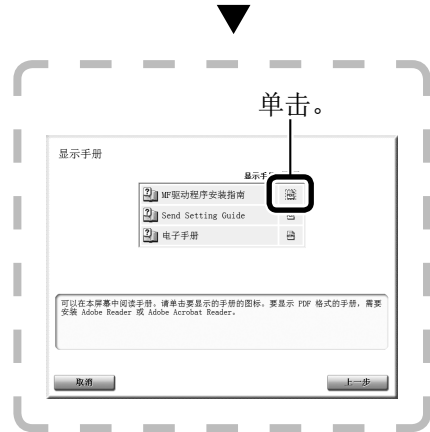 单击。
显示手册
显示手
MF驱动程序安装指南
Send Setting Guide
电子手册
可以在本屏幕中阅读手册。请单击要显示的手册的图标。要显示 PDF 格式的手册，需要
安装 Adobe Reader 或 Adobe Acrobat Reader。
取消 上一步